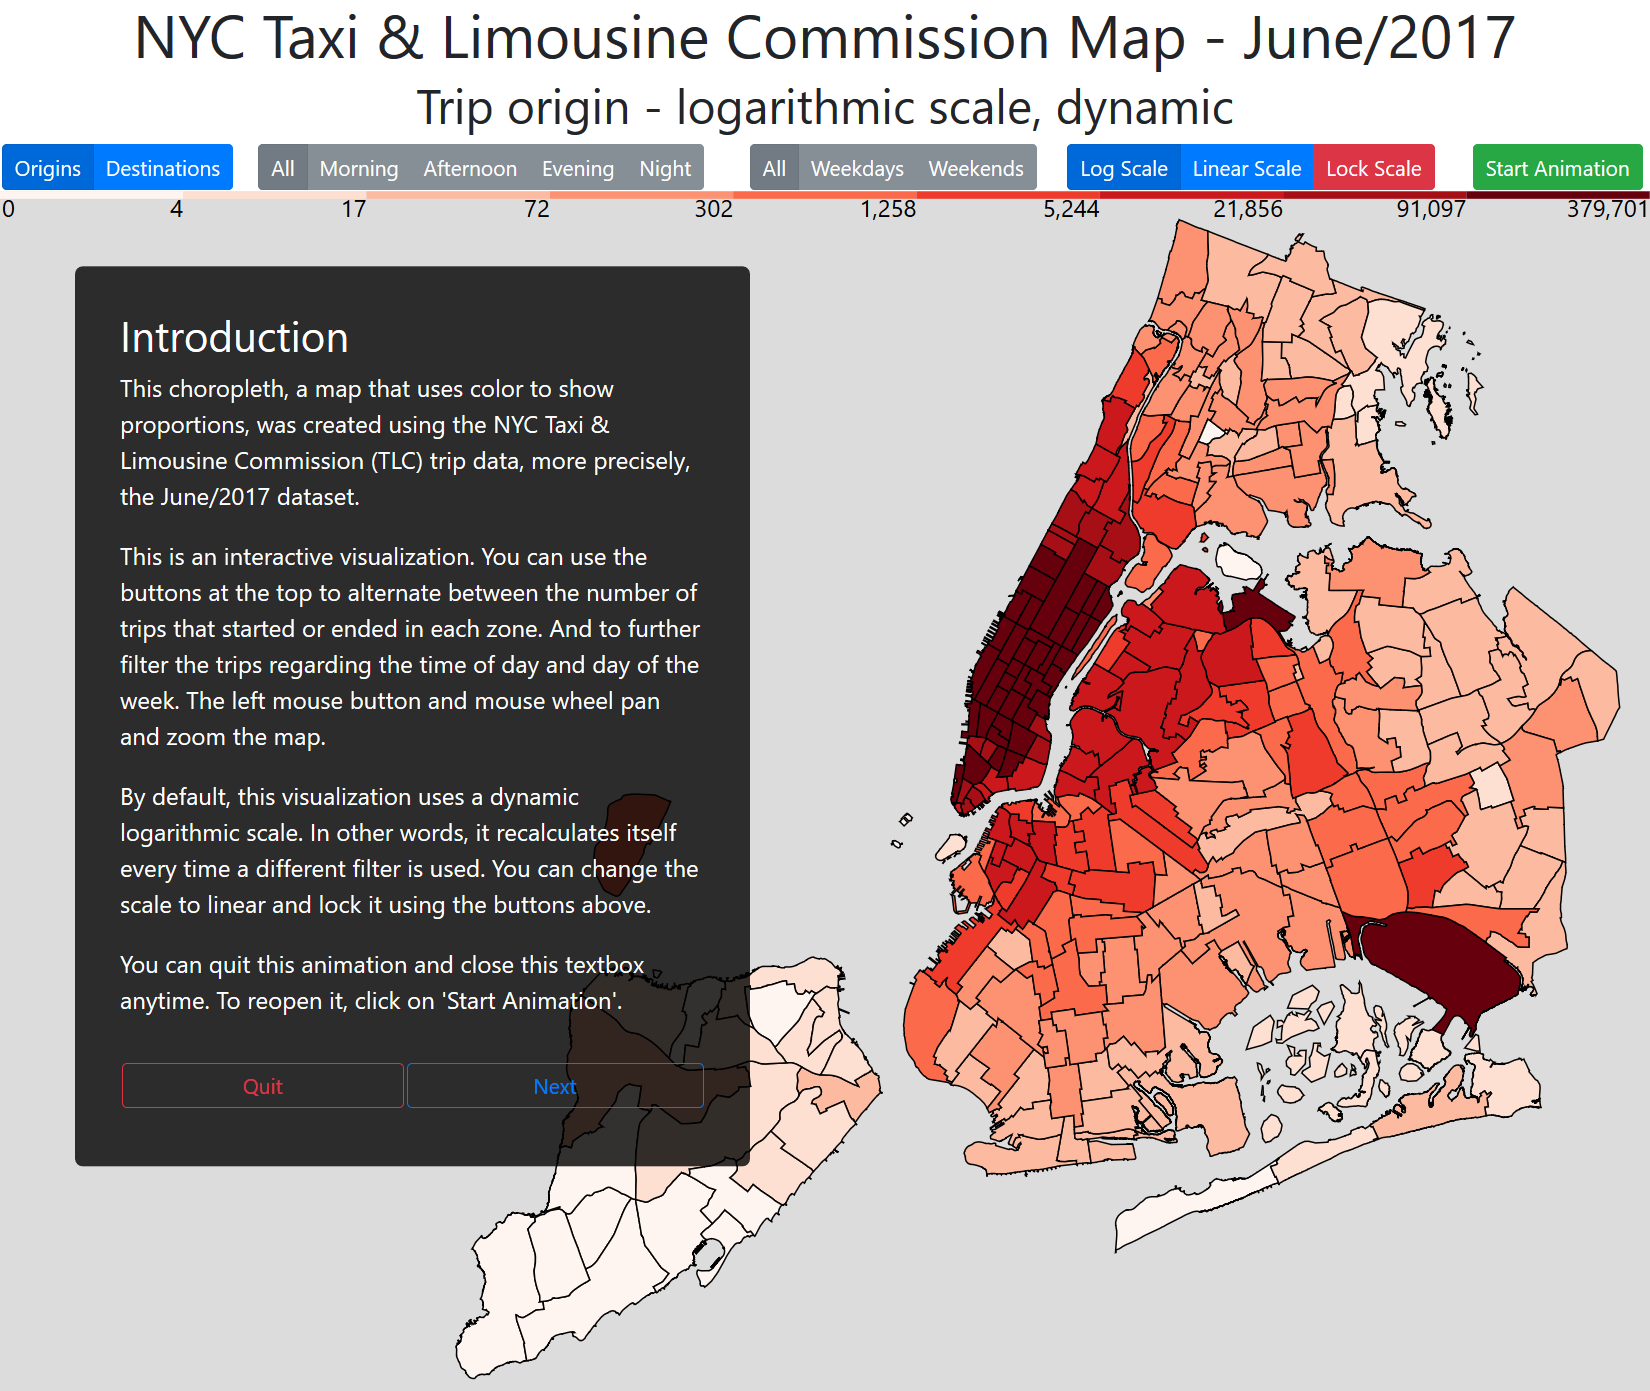 NYC Taxi & Limousine Commission Map - June/2017
Trip origin - logarithmic scale, dynamic
Origins Destinations All Morning Afternoon Evening Night All Weekdays Weekends Log Scale Linear Scale Lock Scale Start Animation
0 4 17 72 302 1,258 5,244 21,856 91,097 379,701
Introduction
This choropleth, a map that uses color to show
proportions, was created using the NYC Taxi &
Limousine Commission (TLC) trip data, more precisely,
the June/2017 dataset.
This is an interactive visualization. You can use the
buttons at the top to alternate between the number of
trips that started or ended in each zone. And to further
filter the trips regarding the time of day and day of the
week. The left mouse button and mouse wheel pan
and zoom the map.
By default, this visualization uses a dynamic
logarithmic scale. In other words, it recalculates itself
every time a different filter is used. You can change the
scale to linear and lock it using the buttons above.
You can quit this animation and close this textbox
anytime. To reopen it, click on 'Start Animation'.
Quit Next